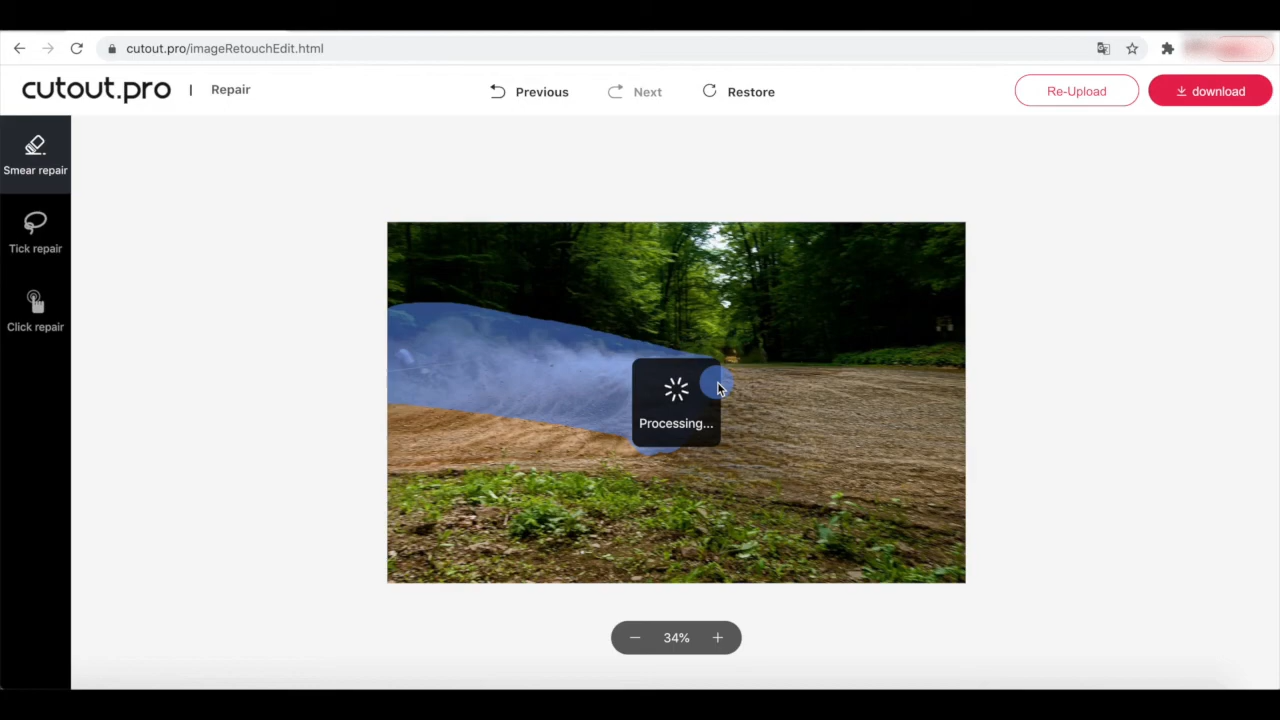 cutout.pro/imageRetouchEdit.html
cutout.pro | Repair
Previous
Next
Restore
Re-Upload
download
Smear repair
Tick repair
Click repair
Processing...
34%